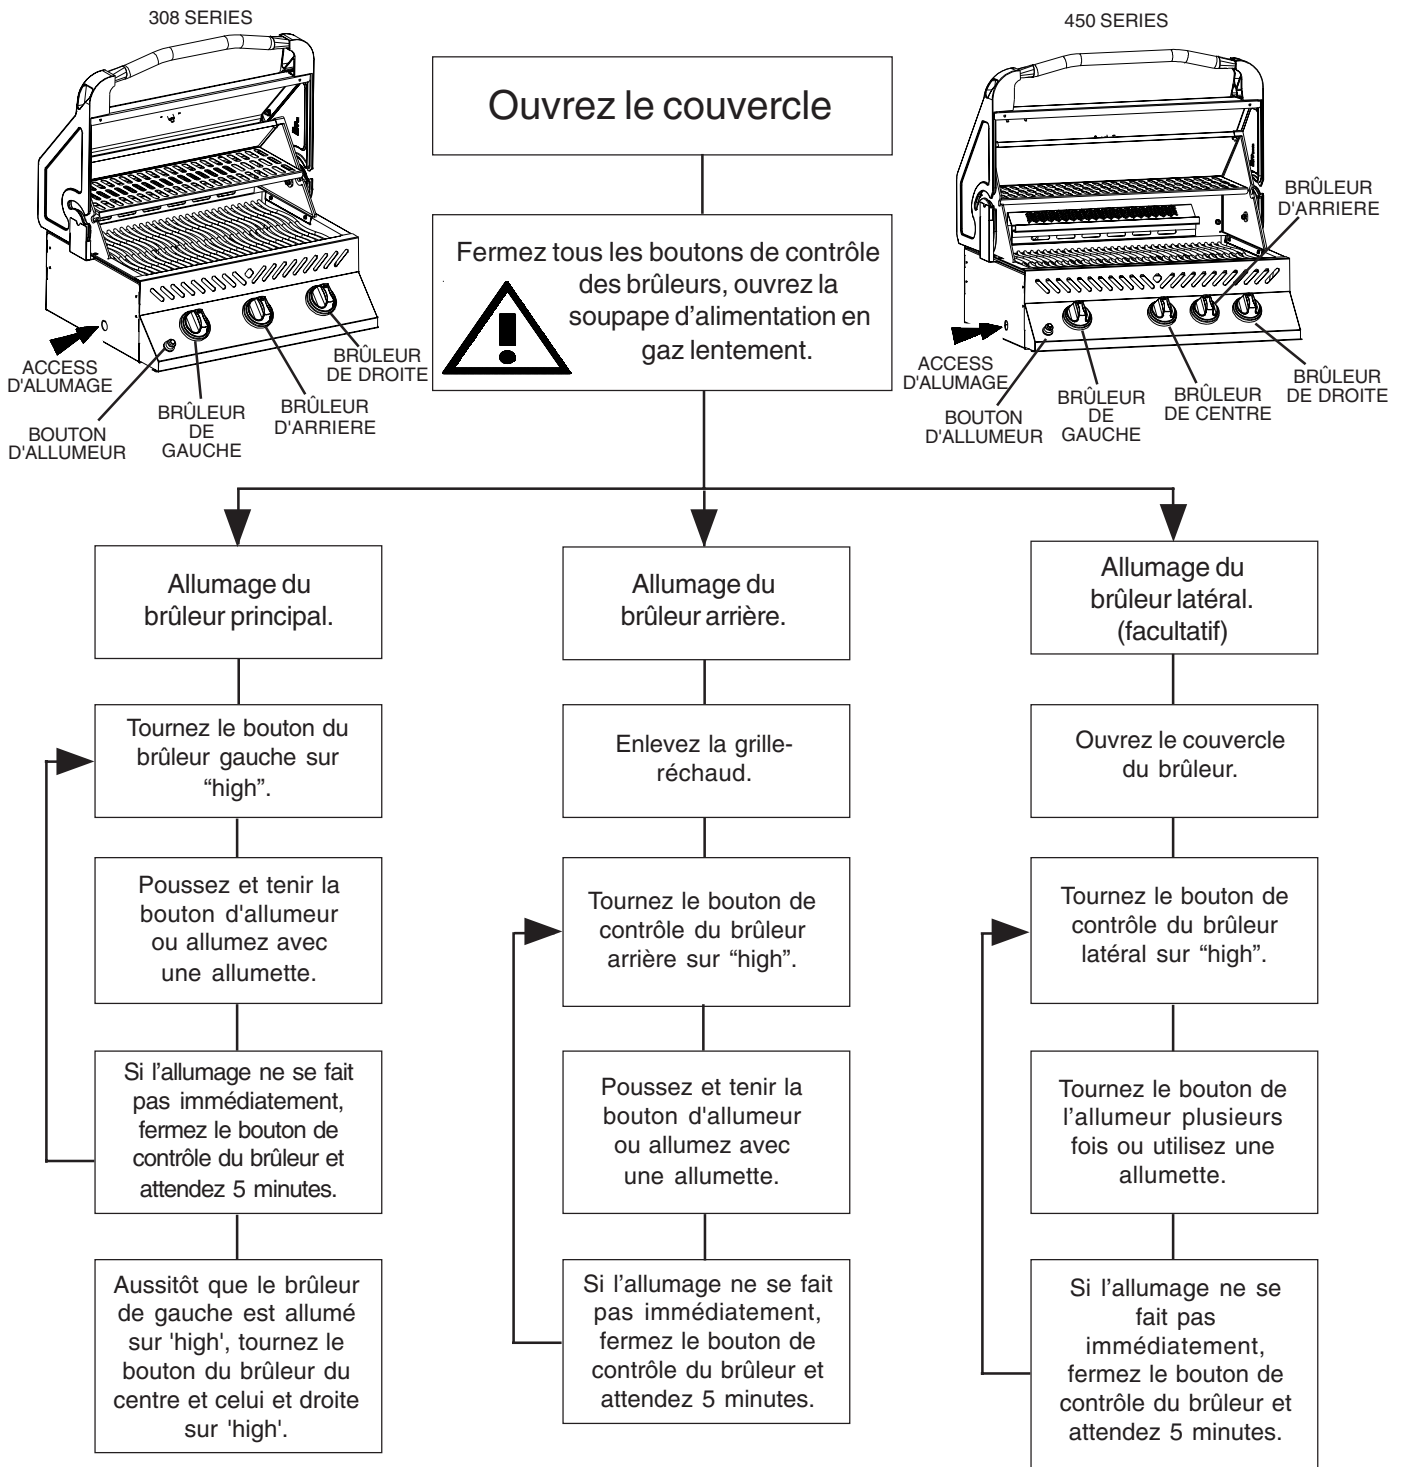 308 SERIES
ACCESS
D'ALUMAGE
BOUTON
D'ALLUMEUR
BRÛLEUR
DE
GAUCHE
BRÛLEUR
D'ARRIERE
BRÛLEUR
DE DROITE
450 SERIES
BRÛLEUR
D'ARRIERE
ACCESS
D'ALUMAGE
BOUTON
D'ALLUMEUR
BRÛLEUR
DE
GAUCHE
BRÛLEUR
DE CENTRE
BRÛLEUR
DE DROITE
Ouvrez le couvercle
Fermez tous les boutons de contrôle
des brûleurs, ouvrez la
soupape d’alimentation en
gaz lentement.
Allumage du
brûleur principal.
Tournez le bouton du
brûleur gauche sur
“high”.
Poussez et tenir la
bouton d'allumeur
ou allumez avec
une allumette.
Si l’allumage ne se fait
pas immédiatement,
fermez le bouton de
contrôle du brûleur et
attendez 5 minutes.
Aussitôt que le brûleur
de gauche est allumé
sur 'high', tournez le
bouton du brûleur du
centre et celui et droite
sur 'high'.
Allumage du
brûleur arrière.
Enlevez la grille-
réchaud.
Tournez le bouton de
contrôle du brûleur
arrière sur “high”.
Poussez et tenir la
bouton d'allumeur
ou allumez avec
une allumette.
Si l’allumage ne se fait
pas immédiatement,
fermez le bouton de
contrôle du brûleur et
attendez 5 minutes.
Allumage du
brûleur latéral.
(facultatif)
Ouvrez le couvercle
du brûleur.
Tournez le bouton de
contrôle du brûleur
latéral sur “high”.
Tournez le bouton de
l’allumeur plusieurs
fois ou utilisez une
allumette.
Si l’allumage ne se
fait pas
immédiatement,
fermez le bouton de
contrôle du brûleur et
attendez 5 minutes.